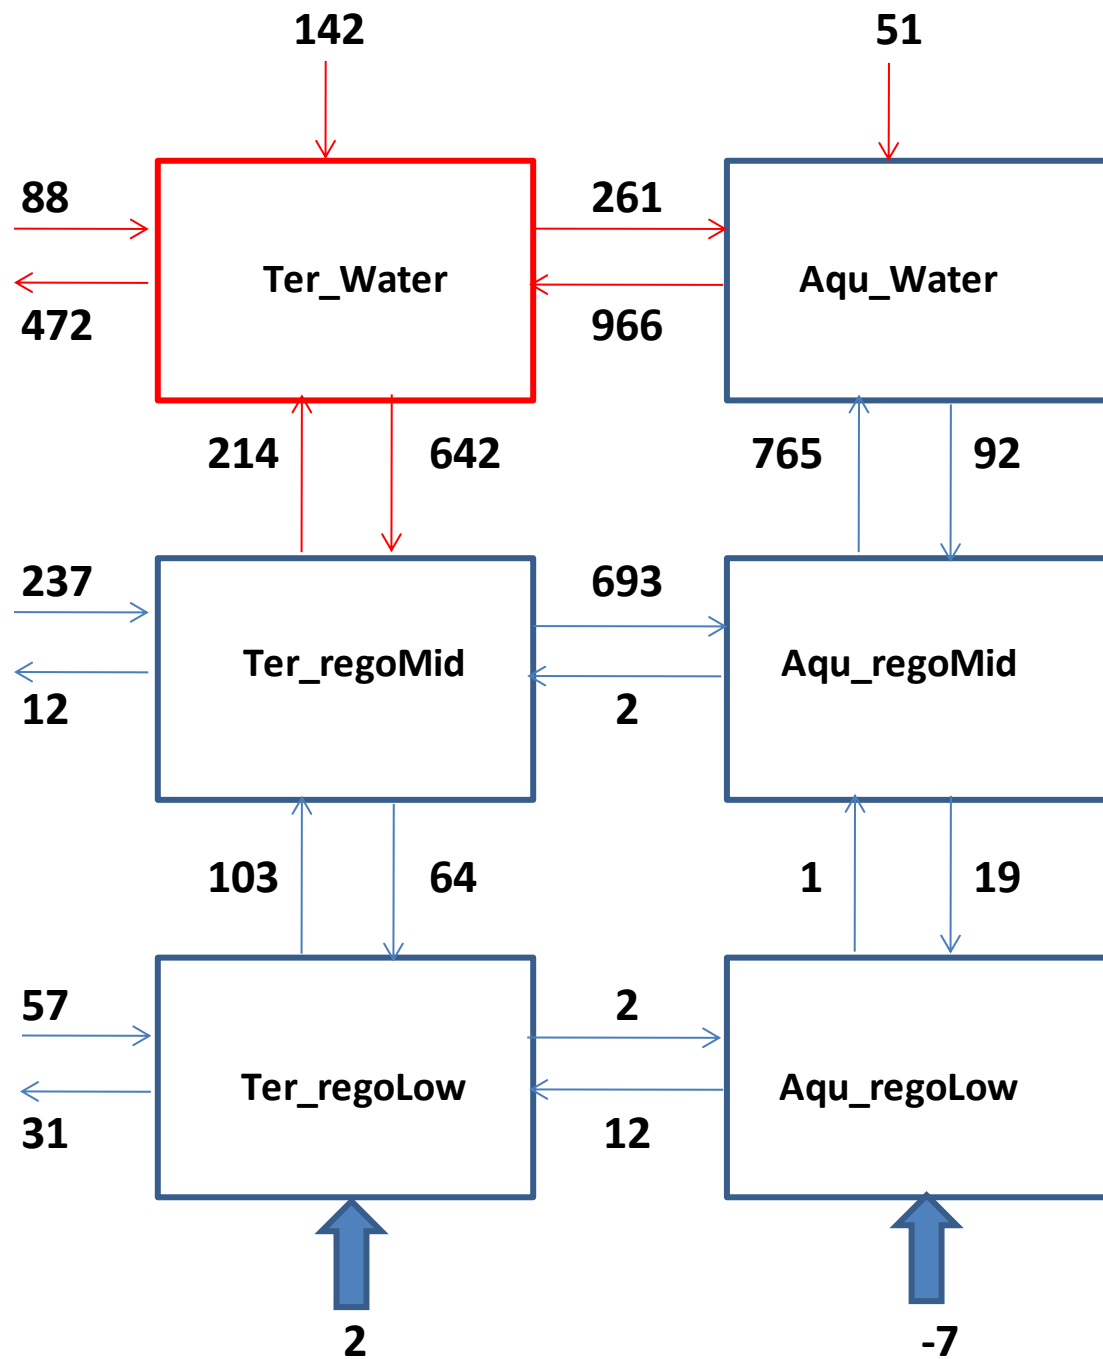 142 51
88 261
Ter_Water Aqu_Water
472 966
214 642 765 92
237 693
Ter_regoMid Aqu_regoMid
12 2
103 64 1 19
57 2
Ter_regoLow Aqu_regoLow
31 12
2 -7